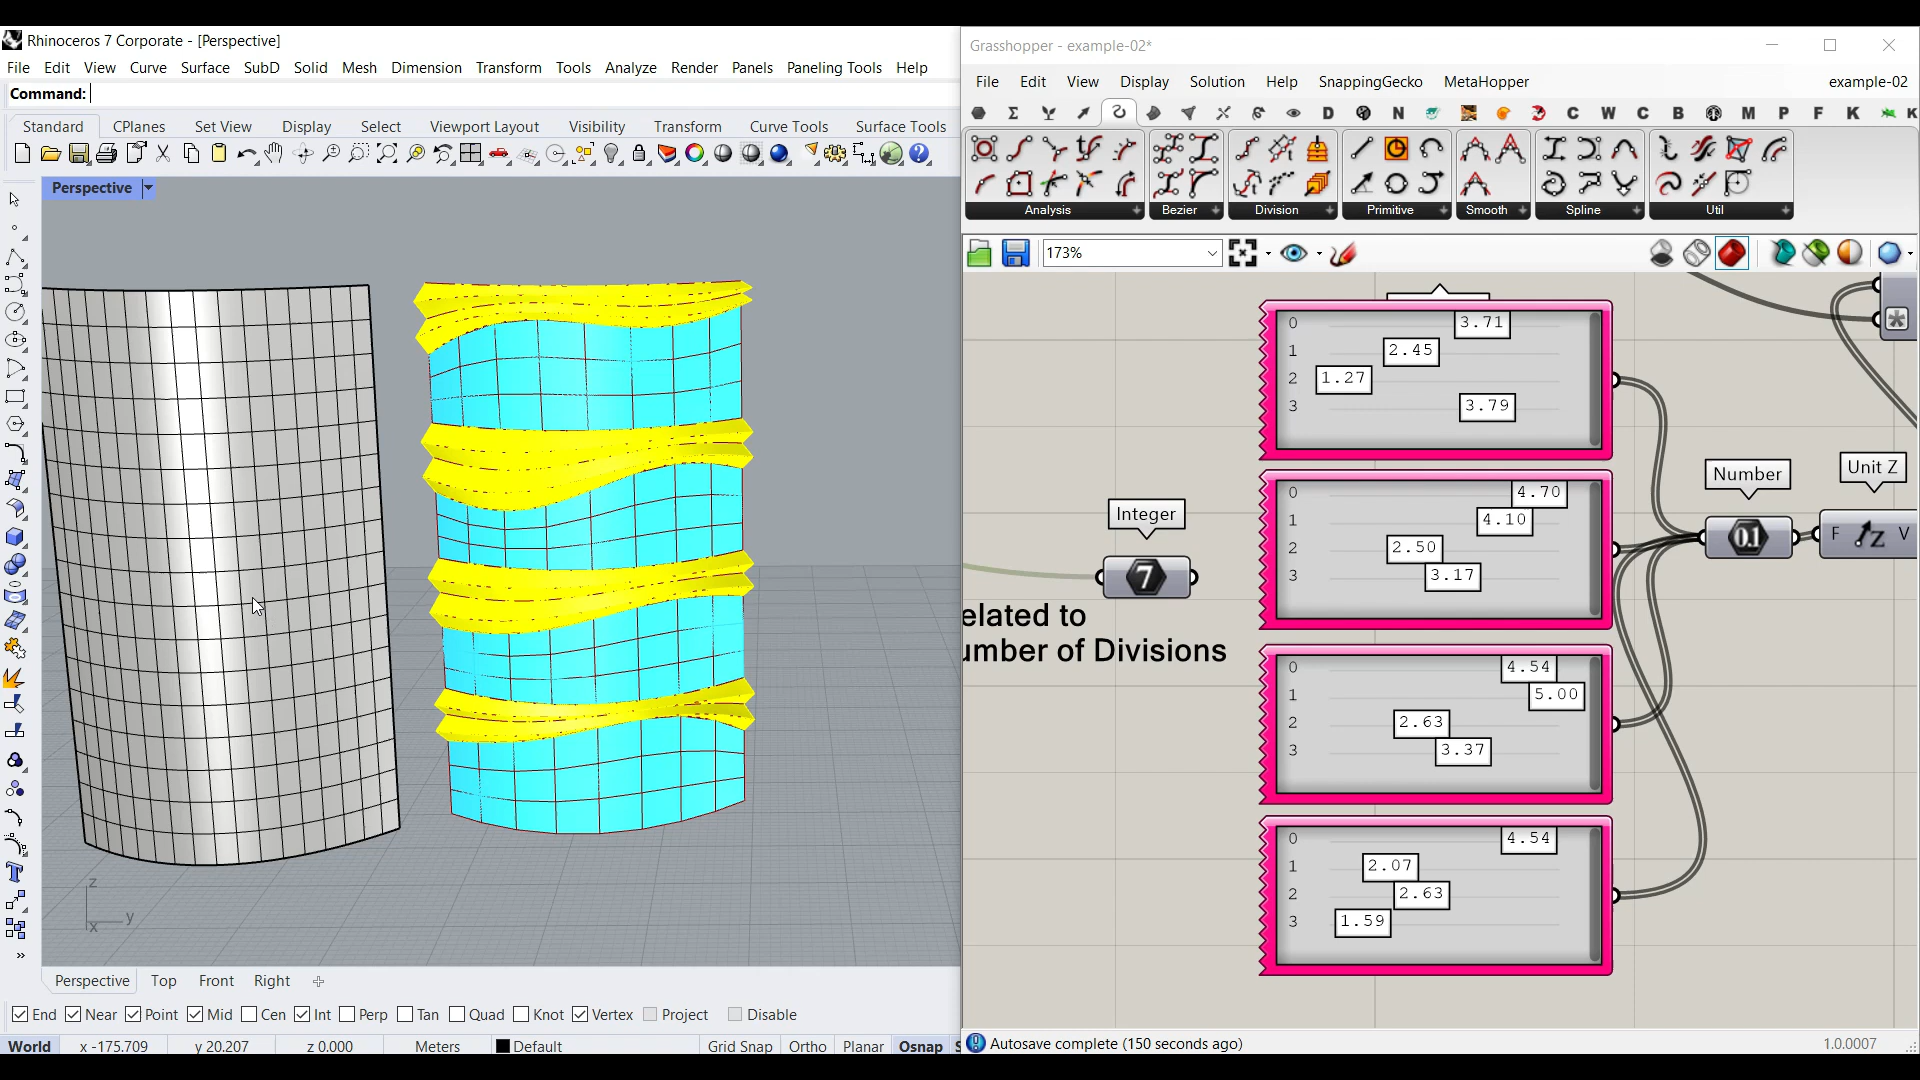 Rhinoceros 7 Corporate - [Perspective]
File Edit View Curve Surface SubD Solid Mesh Dimension Transform Tools Analyze Render Panels Paneling Tools Help
Command:
Standard CPlanes Set View Display Select Viewport Layout Visibility Transform Curve Tools Surface Tools
Perspective
z
y
x
Perspective Top Front Right
End Near Point Mid Cen Int Perp Tan Quad Knot Vertex Project Disable
World x -175.709 y 20.207 z 0.000 Meters Default Grid Snap Ortho Planar Osnap S
Grasshopper - example-02*
File Edit View Display Solution Help SnappingGecko MetaHopper example-02
D N C W C B M P F K K
Analysis Bezier Division Primitive Smooth Spline Util
173%
0 3.71
1 2.45
2 1.27
3 3.79
0 4.70
1 4.10
2 2.50
3 3.17
0 4.54
1 5.00
2 2.63
3 3.37
0 4.54
1 2.07
2 2.63
3 1.59
Integer
7
elated to
umber of Divisions
Number
0.1
Unit Z
F Z V
Autosave complete (150 seconds ago) 1.0.0007